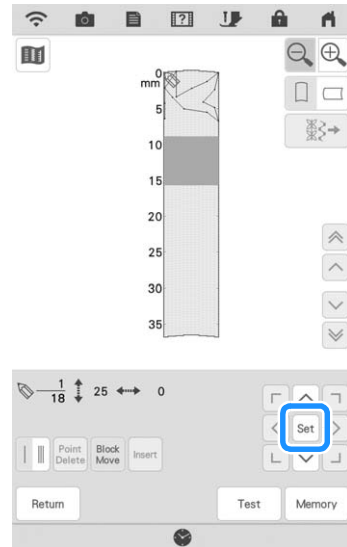 0
mm
5
10
15
20
25
30
35
1
18
25
0
Set
Point
Delete
Block
Move
Insert
Return
Test
Memory